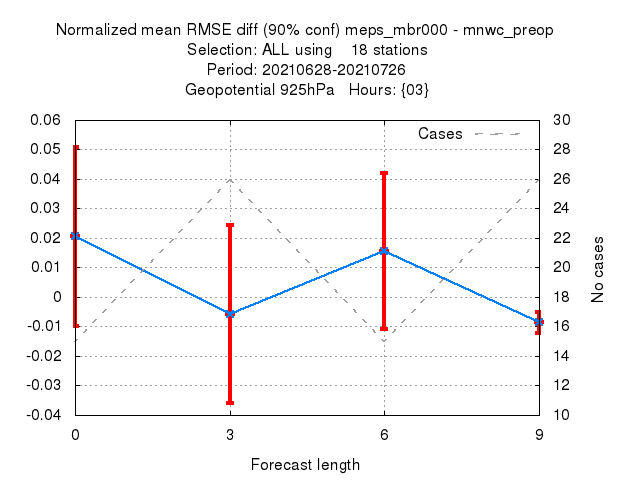 Normalized mean RMSE diff (90% conf) meps_mbr000 - mnwc_preop
Selection: ALL using    18 stations
Period: 20210628-20210726
Geopotential 925hPa   Hours: {03}
Cases
0.06
0.05
0.04
0.03
0.02
0.01
0
-0.01
-0.02
-0.03
-0.04
30
28
26
24
22
20
18
16
14
12
10
No cases
0 3 6 9
Forecast length